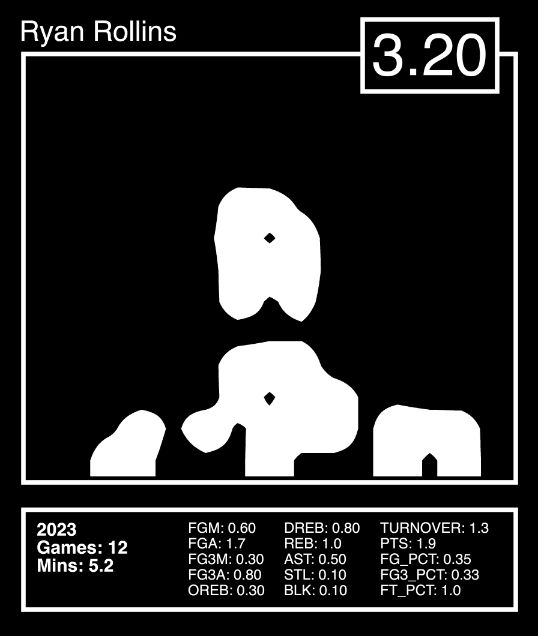 Ryan Rollins
3.20
2023
Games: 12
Mins: 5.2
FGM: 0.60
FGA: 1.7
FG3M: 0.30
FG3A: 0.80
OREB: 0.30
DREB: 0.80
REB: 1.0
AST: 0.50
STL: 0.10
BLK: 0.10
TURNOVER: 1.3
PTS: 1.9
FG_PCT: 0.35
FG3_PCT: 0.33
FT_PCT: 1.0